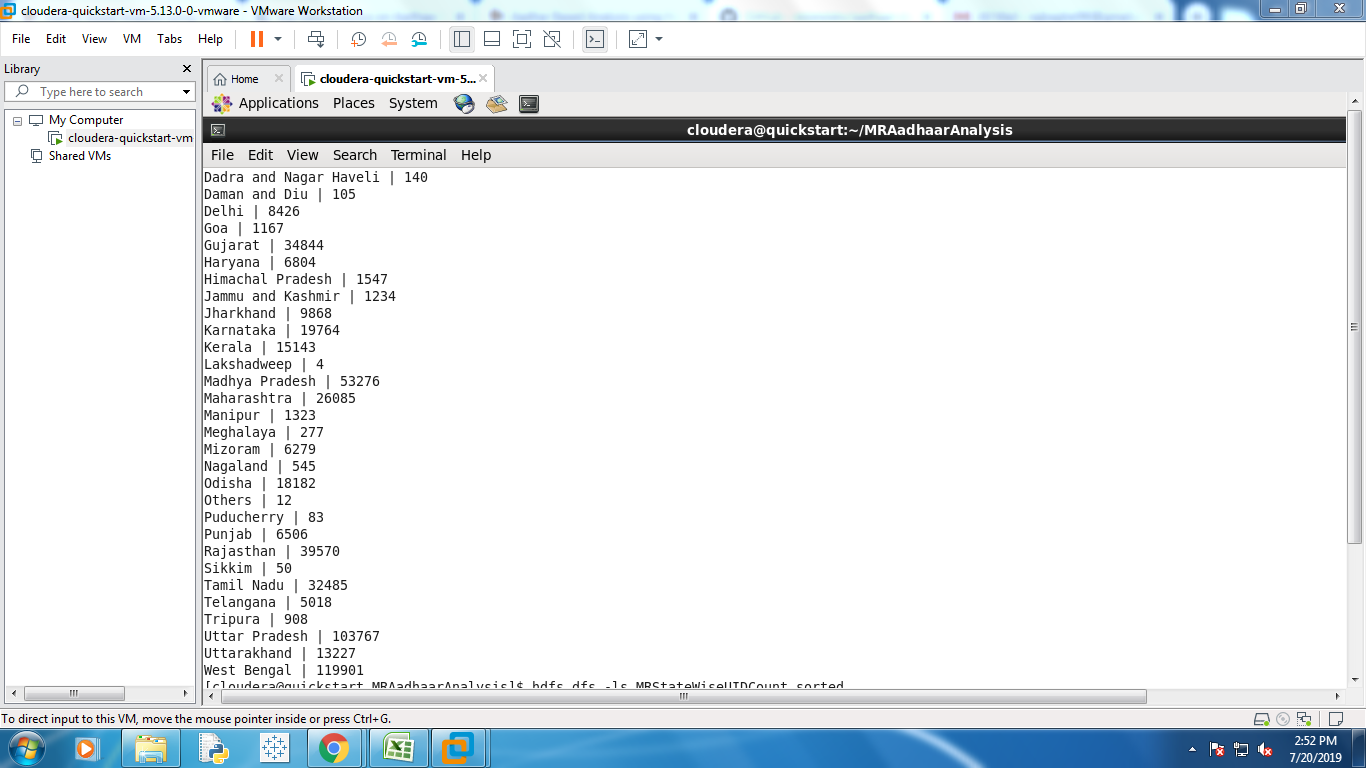 cloudera-quickstart-vm-5.13.0-0-vmware - VMware Workstation
File Edit View VM Tabs Help
Library
Type here to search
My Computer
cloudera-quickstart-vm
Shared VMs
Home
cloudera-quickstart-vm-5...
Applications Places System
cloudera@quickstart:~/MRAadhaarAnalysis
File Edit View Search Terminal Help
Dadra and Nagar Haveli | 140
Daman and Diu | 105
Delhi | 8426
Goa | 1167
Gujarat | 34844
Haryana | 6804
Himachal Pradesh | 1547
Jammu and Kashmir | 1234
Jharkhand | 9868
Karnataka | 19764
Kerala | 15143
Lakshadweep | 4
Madhya Pradesh | 53276
Maharashtra | 26085
Manipur | 1323
Meghalaya | 277
Mizoram | 6279
Nagaland | 545
Odisha | 18182
Others | 12
Puducherry | 83
Punjab | 6506
Rajasthan | 39570
Sikkim | 50
Tamil Nadu | 32485
Telangana | 5018
Tripura | 908
Uttar Pradesh | 103767
Uttarakhand | 13227
West Bengal | 119901
[cloudera@quickstart MRAadhaarAnalysis]$ hdfs dfs -ls MRStateWiseUIDCount_sorted
To direct input to this VM, move the mouse pointer inside or press Ctrl+G.
2:52 PM
7/20/2019